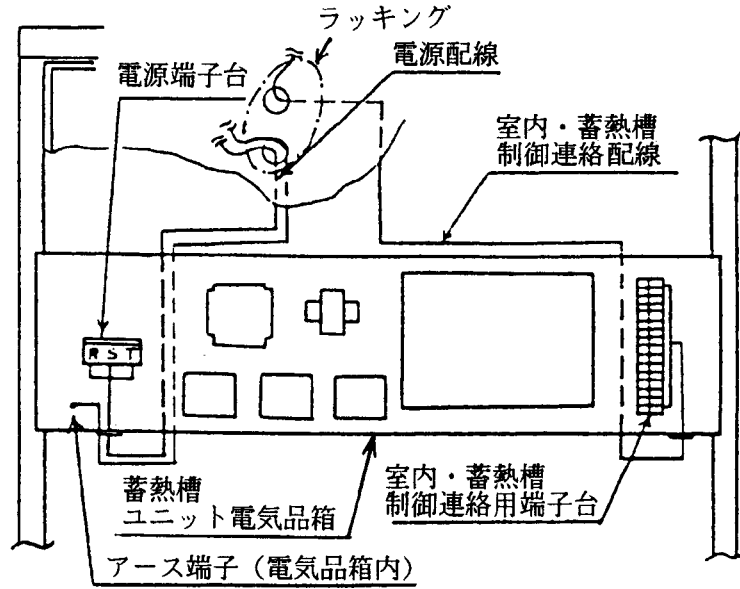 ラッキング
電源配線
電源端子台
室内・蓄熱槽
制御連絡配線
R S T
蓄熱槽
ユニット電気品箱
室内・蓄熱槽
制御連絡用端子台
アース端子（電気品箱内）